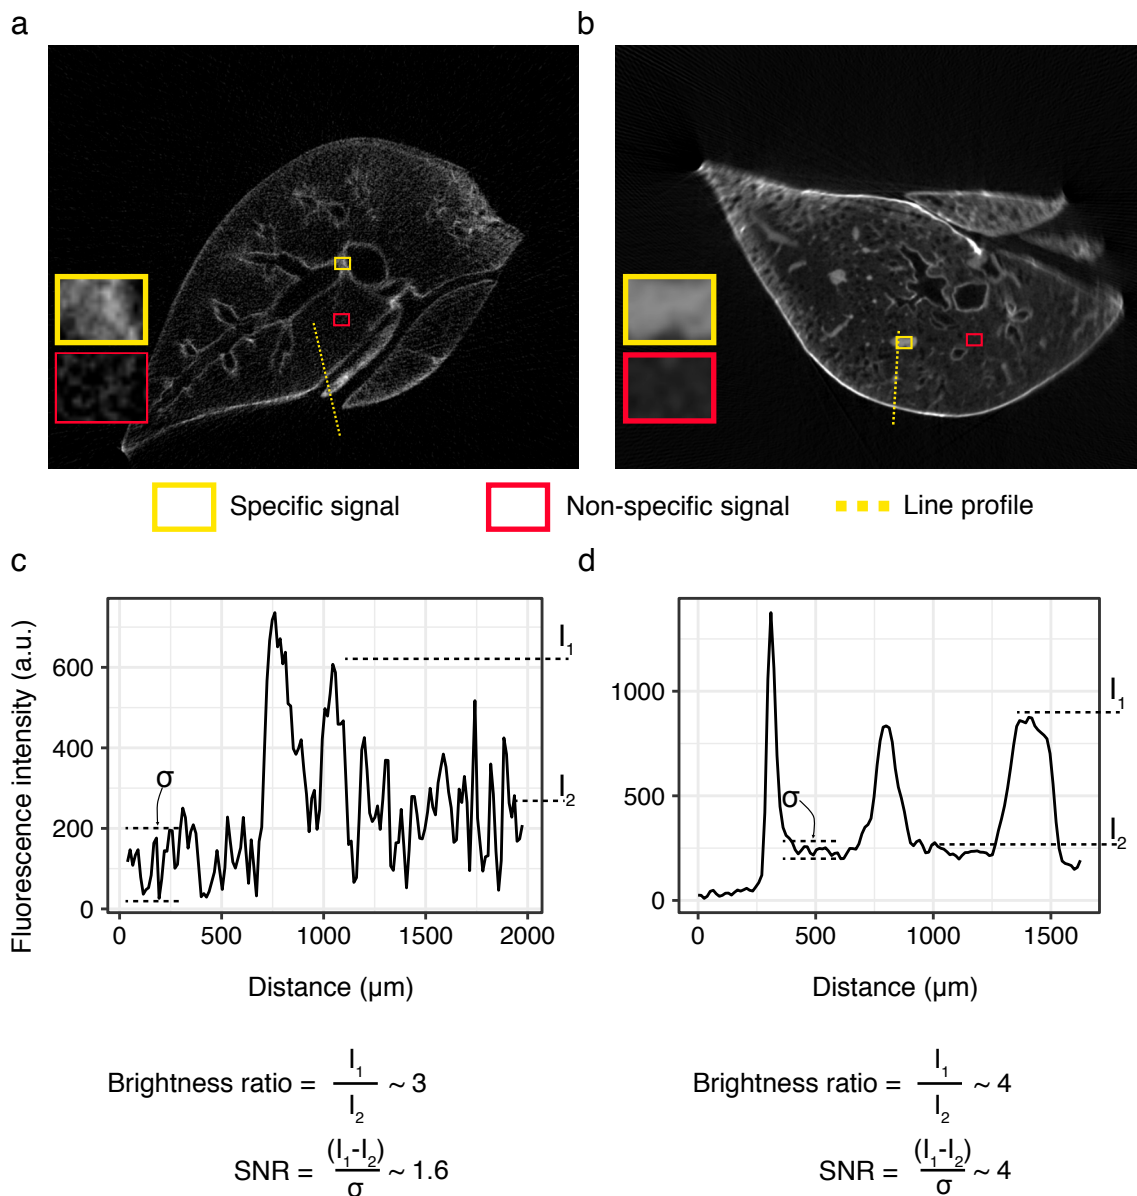 a
b
Specific signal
Non-specific signal
Line profile
c
d
Fluorescence intensity (a.u.)
600
400
200
0
0
500
1000
1500
2000
Distance (µm)
σ
I₁
I₂
1000
500
0
0
500
1000
1500
Distance (µm)
σ
I₁
I₂
Brightness ratio = I₁ / I₂ ~ 3
SNR = (I₁-I₂) / σ ~ 1.6
Brightness ratio = I₁ / I₂ ~ 4
SNR = (I₁-I₂) / σ ~ 4